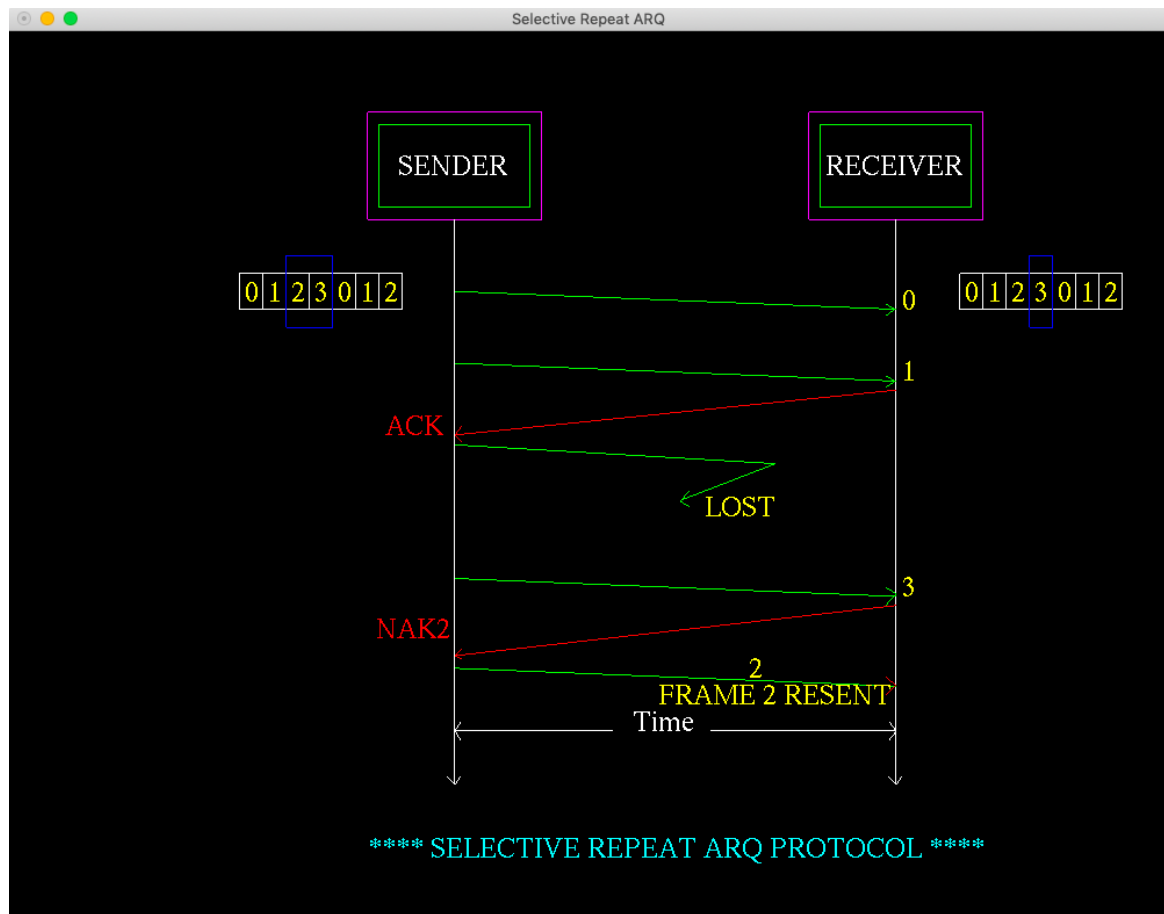 Selective Repeat ARQ
SENDER
RECEIVER
0 1 2 3 0 1 2
0
0 1 2 3 0 1 2
1
ACK
LOST
3
NAK2
2
FRAME 2 RESENT
Time
**** SELECTIVE REPEAT ARQ PROTOCOL ****